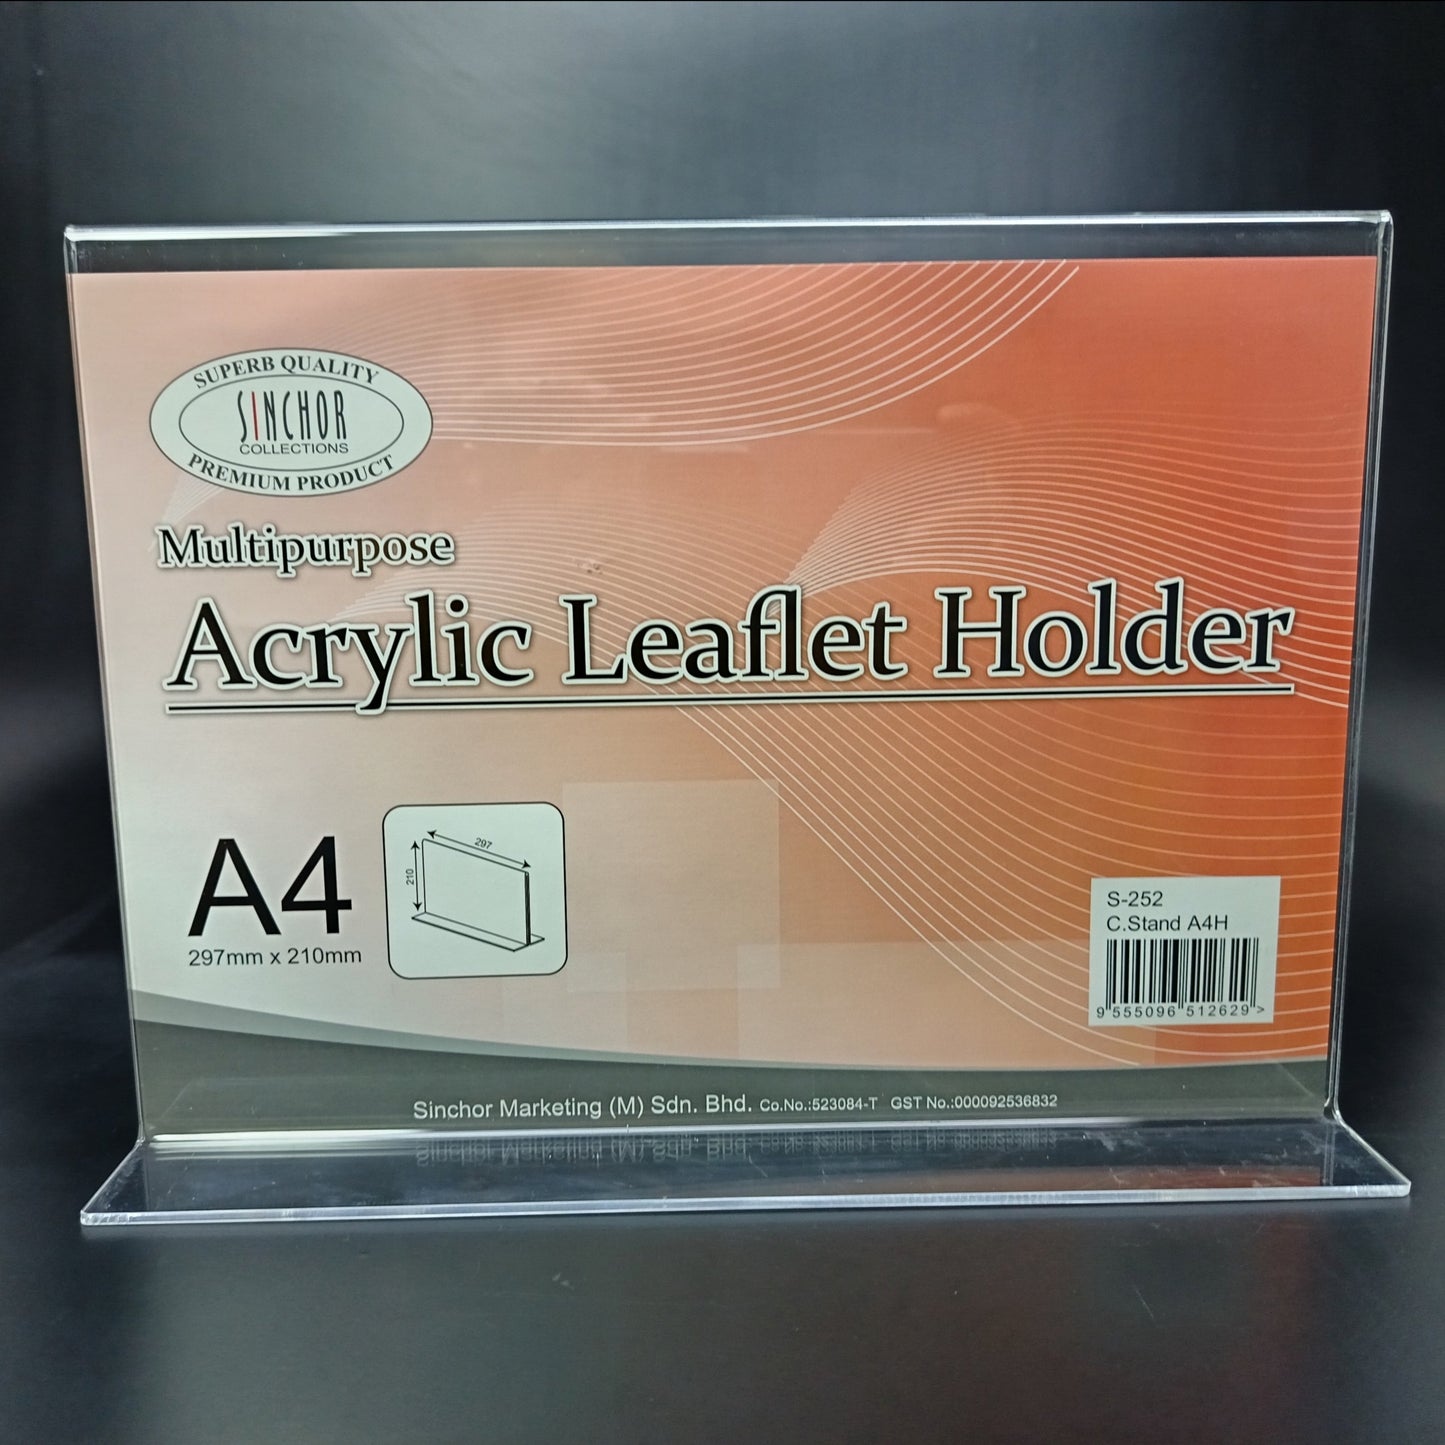 SUPERB QUALITY
SINCHOR
COLLECTIONS
PREMIUM PRODUCT
Multipurpose
Acrylic Leaflet Holder
A4
297mm x 210mm
297
210
S-252
C.Stand A4H
9 555096 512629 >
Sinchor Marketing (M) Sdn. Bhd. Co.No.:523084-T GST No.:000092536832